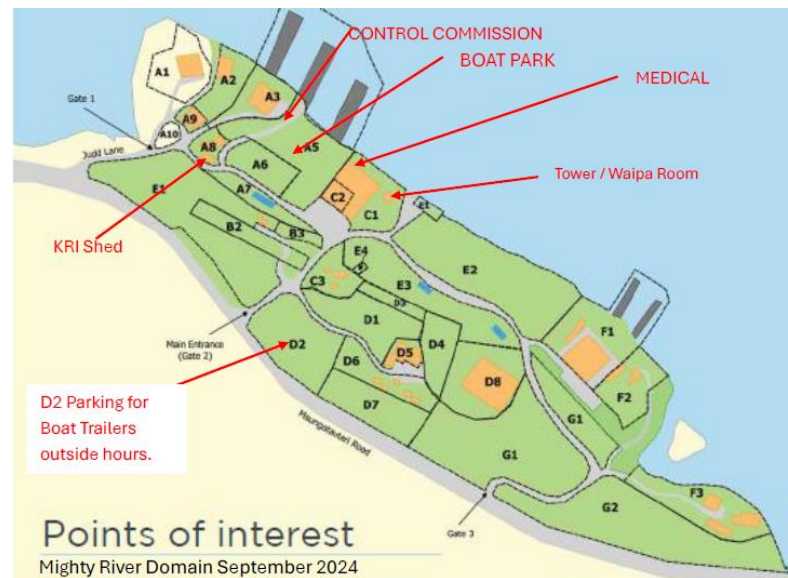 CONTROL COMMISSION
BOAT PARK
MEDICAL
Tower / Waipa Room
A1
A2
A3
Gate 1
A9
A10
A8
A5
Judd Lane
A6
E1
A7
C2
C1
E1
KRI Shed
B2
B3
E4
E2
C3
E3
D3
F1
Main Entrance
(Gate 2)
D1
D2
D4
D5
D6
D8
F2
D7
G1
D2 Parking for
Boat Trailers
outside hours.
Maungatautari Road
G1
F3
G2
Gate 3
Points of interest
Mighty River Domain September 2024